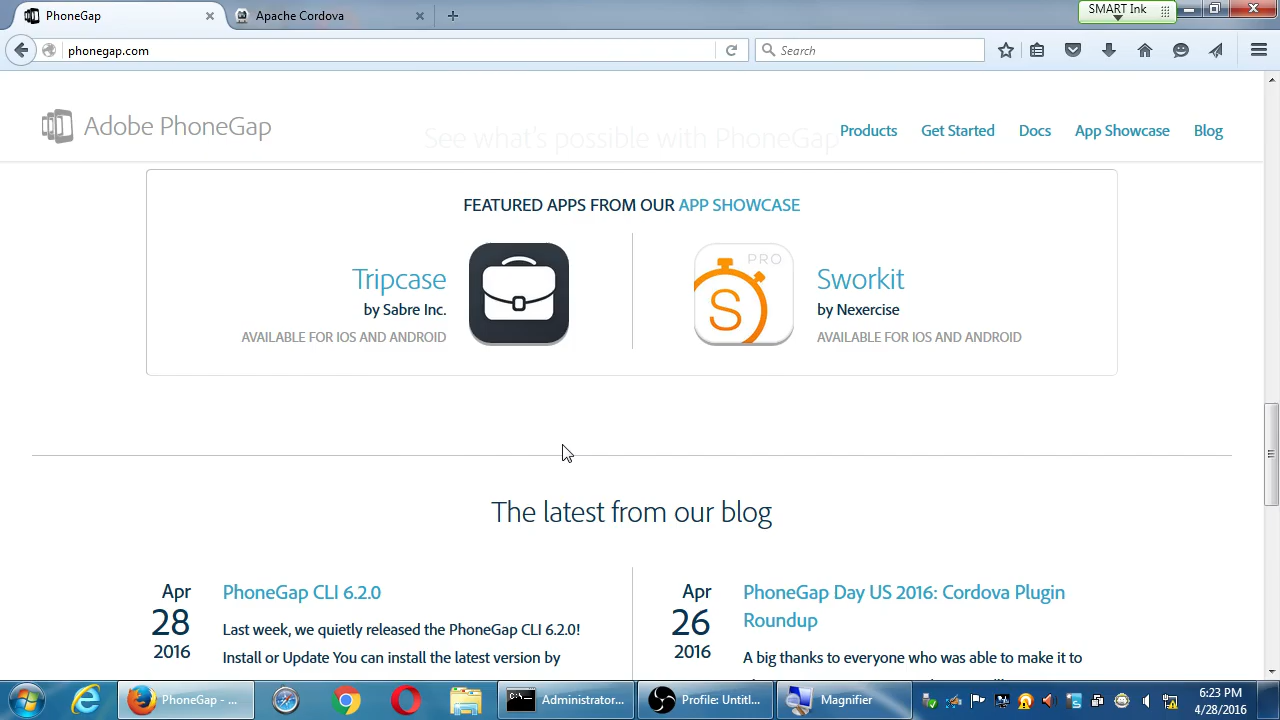 PhoneGap
Apache Cordova
SMART Ink
phonegap.com
Search
Adobe PhoneGap
See what's possible with PhoneGap
Products
Get Started
Docs
App Showcase
Blog
FEATURED APPS FROM OUR APP SHOWCASE
Tripcase
by Sabre Inc.
AVAILABLE FOR IOS AND ANDROID
PRO
S
Sworkit
by Nexercise
AVAILABLE FOR IOS AND ANDROID
The latest from our blog
Apr
28
2016
PhoneGap CLI 6.2.0
Last week, we quietly released the PhoneGap CLI 6.2.0!
Install or Update You can install the latest version by
Apr
26
2016
PhoneGap Day US 2016: Cordova Plugin
Roundup
A big thanks to everyone who was able to make it to
PhoneGap - ...
Administrator...
Profile: Untitl...
Magnifier
6:23 PM
4/28/2016